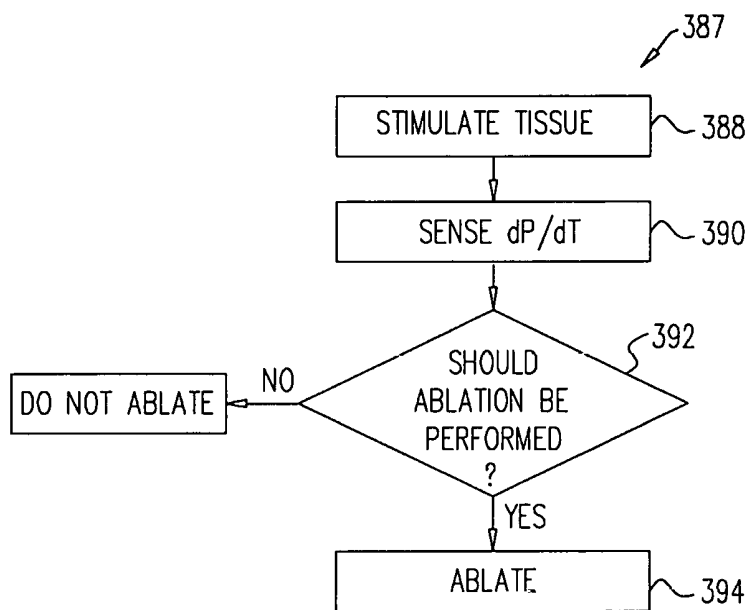 387
STIMULATE TISSUE
388
SENSE dP/dT
390
392
SHOULD
ABLATION BE
PERFORMED
?
NO
DO NOT ABLATE
YES
ABLATE
394